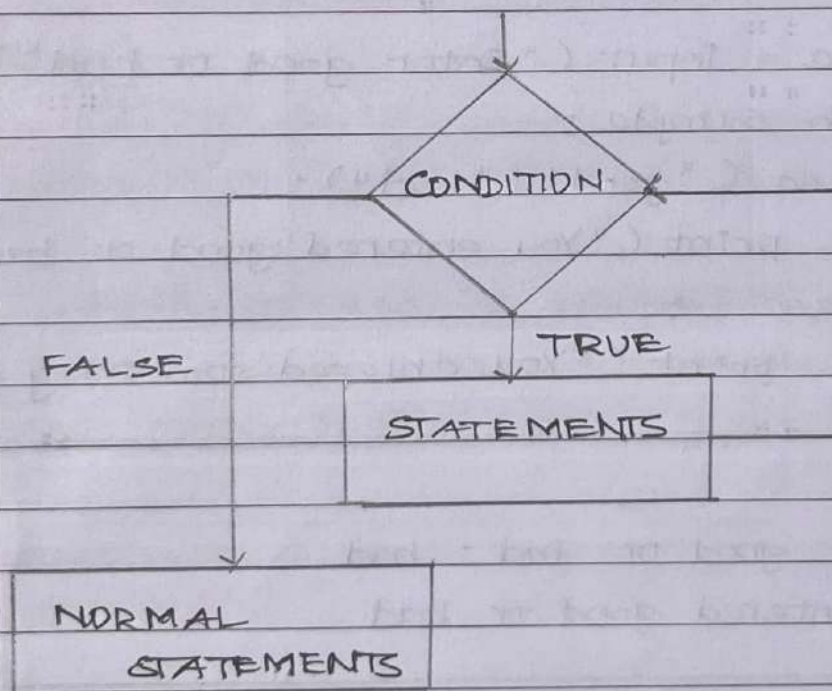 CONDITION
TRUE
FALSE
STATEMENTS
NORMAL
STATEMENTS